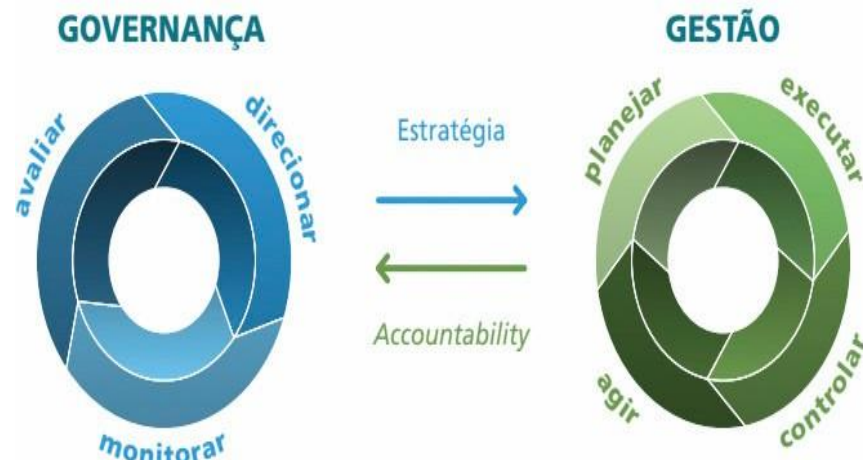 GOVERNANÇA
avaliar
direcionar
monitorar
Estratégia
Accountability
GESTÃO
planejar
executar
controlar
agir